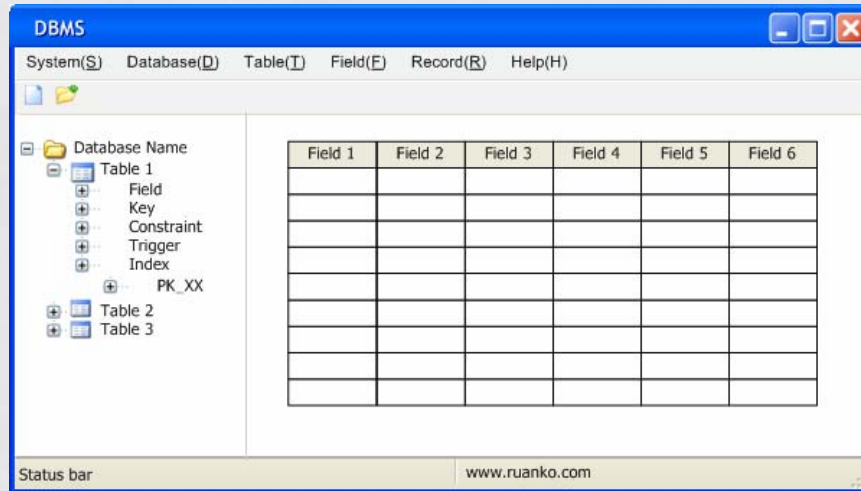 DBMS
System(S) Database(D) Table(T) Field(F) Record(R) Help(H)
Database Name
Table 1
Field
Key
Constraint
Trigger
Index
PK_XX
Table 2
Table 3
Field 1 Field 2 Field 3 Field 4 Field 5 Field 6
Status bar www.ruanko.com